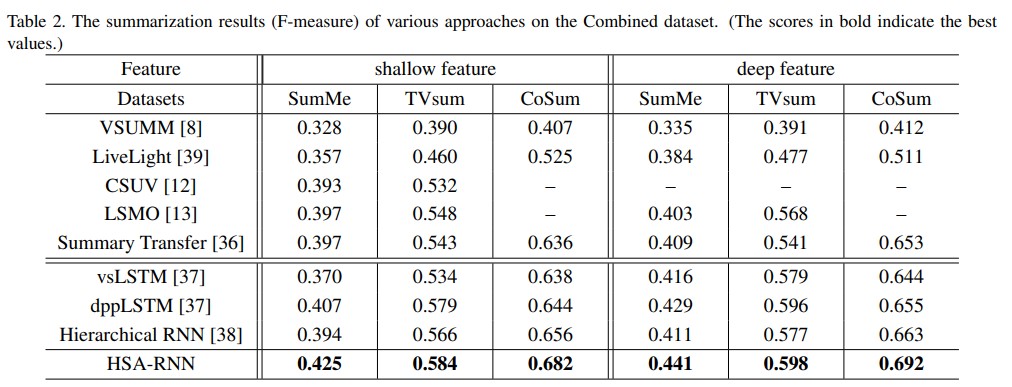 Table 2. The summarization results (F-measure) of various approaches on the Combined dataset. (The scores in bold indicate the best
values.)
Feature shallow feature deep feature
Datasets SumMe TVsum CoSum SumMe TVsum CoSum
VSUMM [8] 0.328 0.390 0.407 0.335 0.391 0.412
LiveLight [39] 0.357 0.460 0.525 0.384 0.477 0.511
CSUV [12] 0.393 0.532 – – – –
LSMO [13] 0.397 0.548 – 0.403 0.568 –
Summary Transfer [36] 0.397 0.543 0.636 0.409 0.541 0.653
vsLSTM [37] 0.370 0.534 0.638 0.416 0.579 0.644
dppLSTM [37] 0.407 0.579 0.644 0.429 0.596 0.655
Hierarchical RNN [38] 0.394 0.566 0.656 0.411 0.577 0.663
HSA-RNN 0.425 0.584 0.682 0.441 0.598 0.692